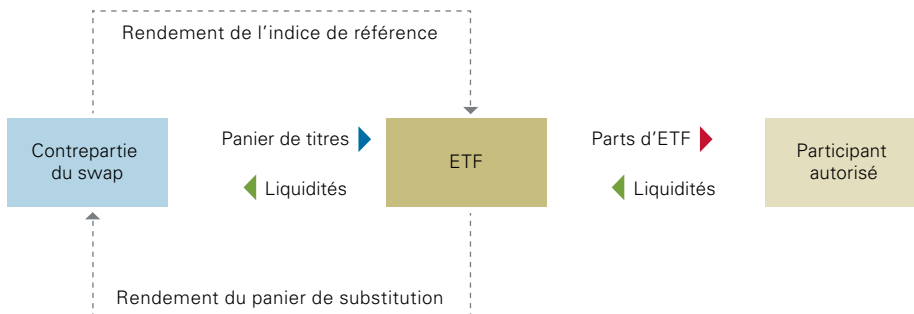 Rendement de l’indice de référence
Contrepartie
du swap
Panier de titres
Liquidités
ETF
Parts d’ETF
Liquidités
Participant
autorisé
Rendement du panier de substitution